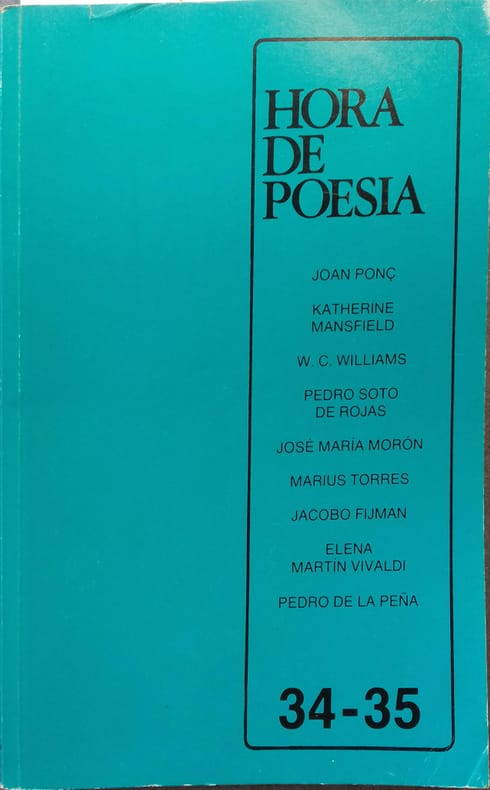 HORA
DE
POESIA
JOAN PONÇ
KATHERINE
MANSFIELD
W. C. WILLIAMS
PEDRO SOTO
DE ROJAS
JOSÉ MARÍA MORÓN
MARIUS TORRES
JACOBO FIJMAN
ELENA
MARTÍN VIVALDI
PEDRO DE LA PEÑA
34-35